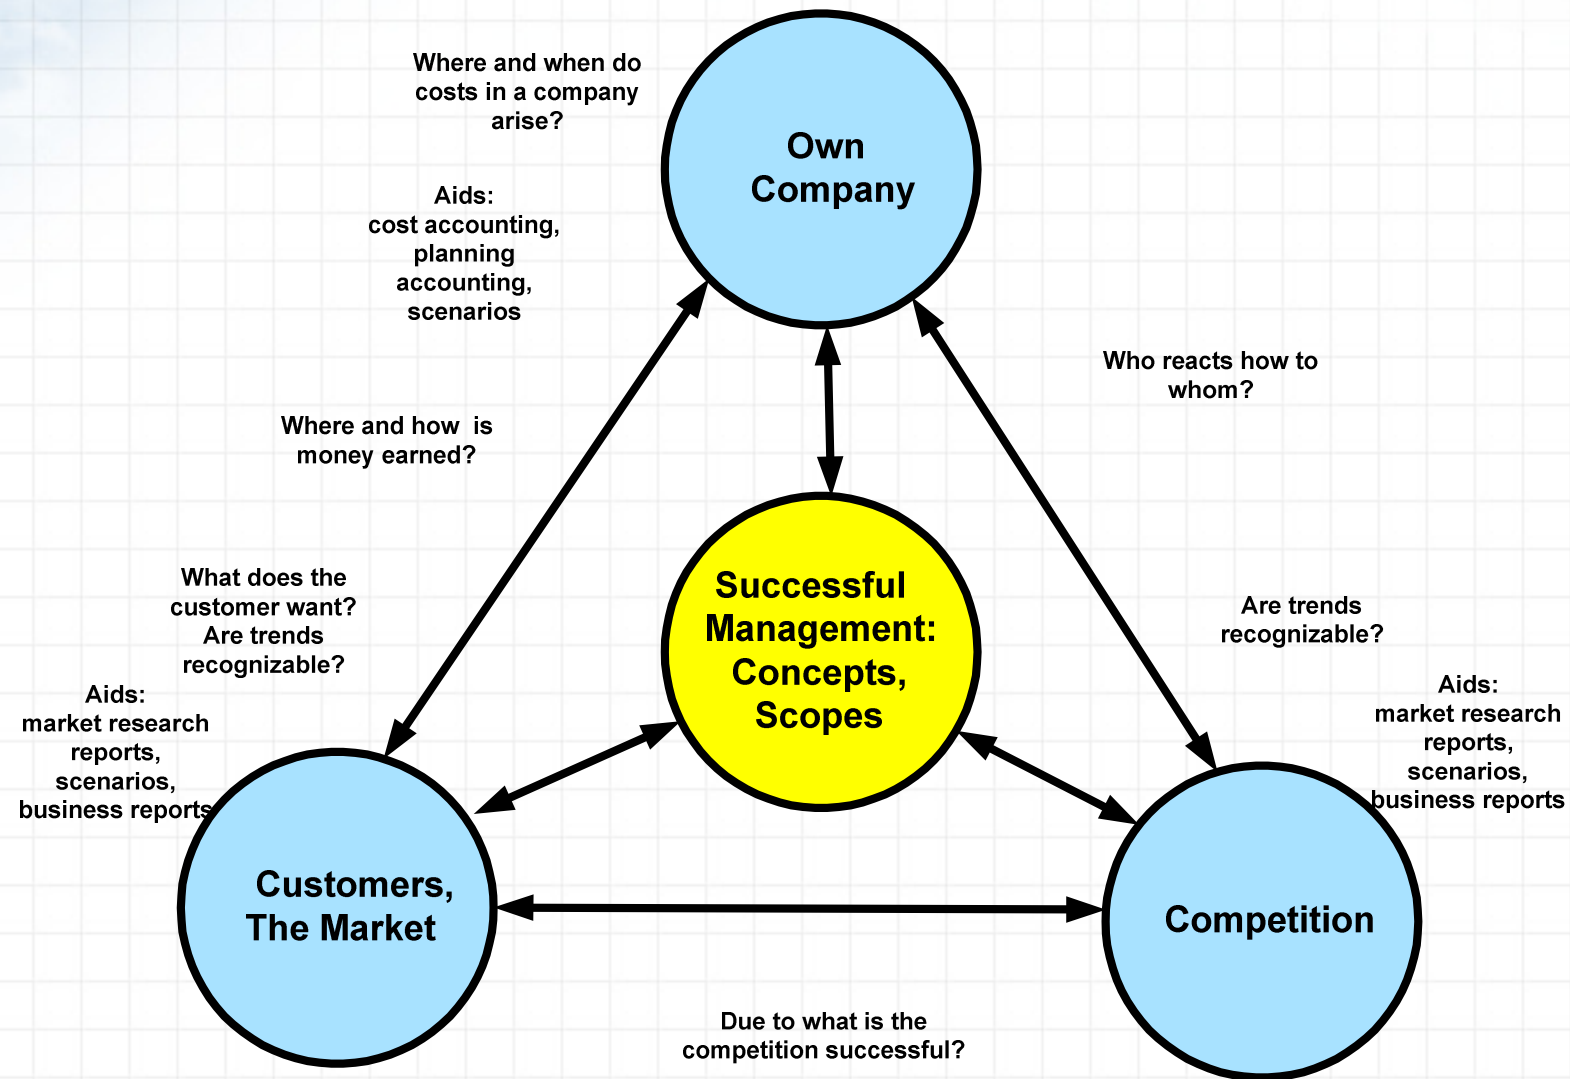 Where and when do
costs in a company
arise?
Own
Company
Aids:
cost accounting,
planning
accounting,
scenarios
Who reacts how to
whom?
Where and how is
money earned?
What does the
customer want?
Are trends
recognizable?
Successful
Management:
Concepts,
Scopes
Are trends
recognizable?
Aids:
market research
reports,
scenarios,
business reports
Aids:
market research
reports,
scenarios,
business reports
Customers,
The Market
Competition
Due to what is the
competition successful?